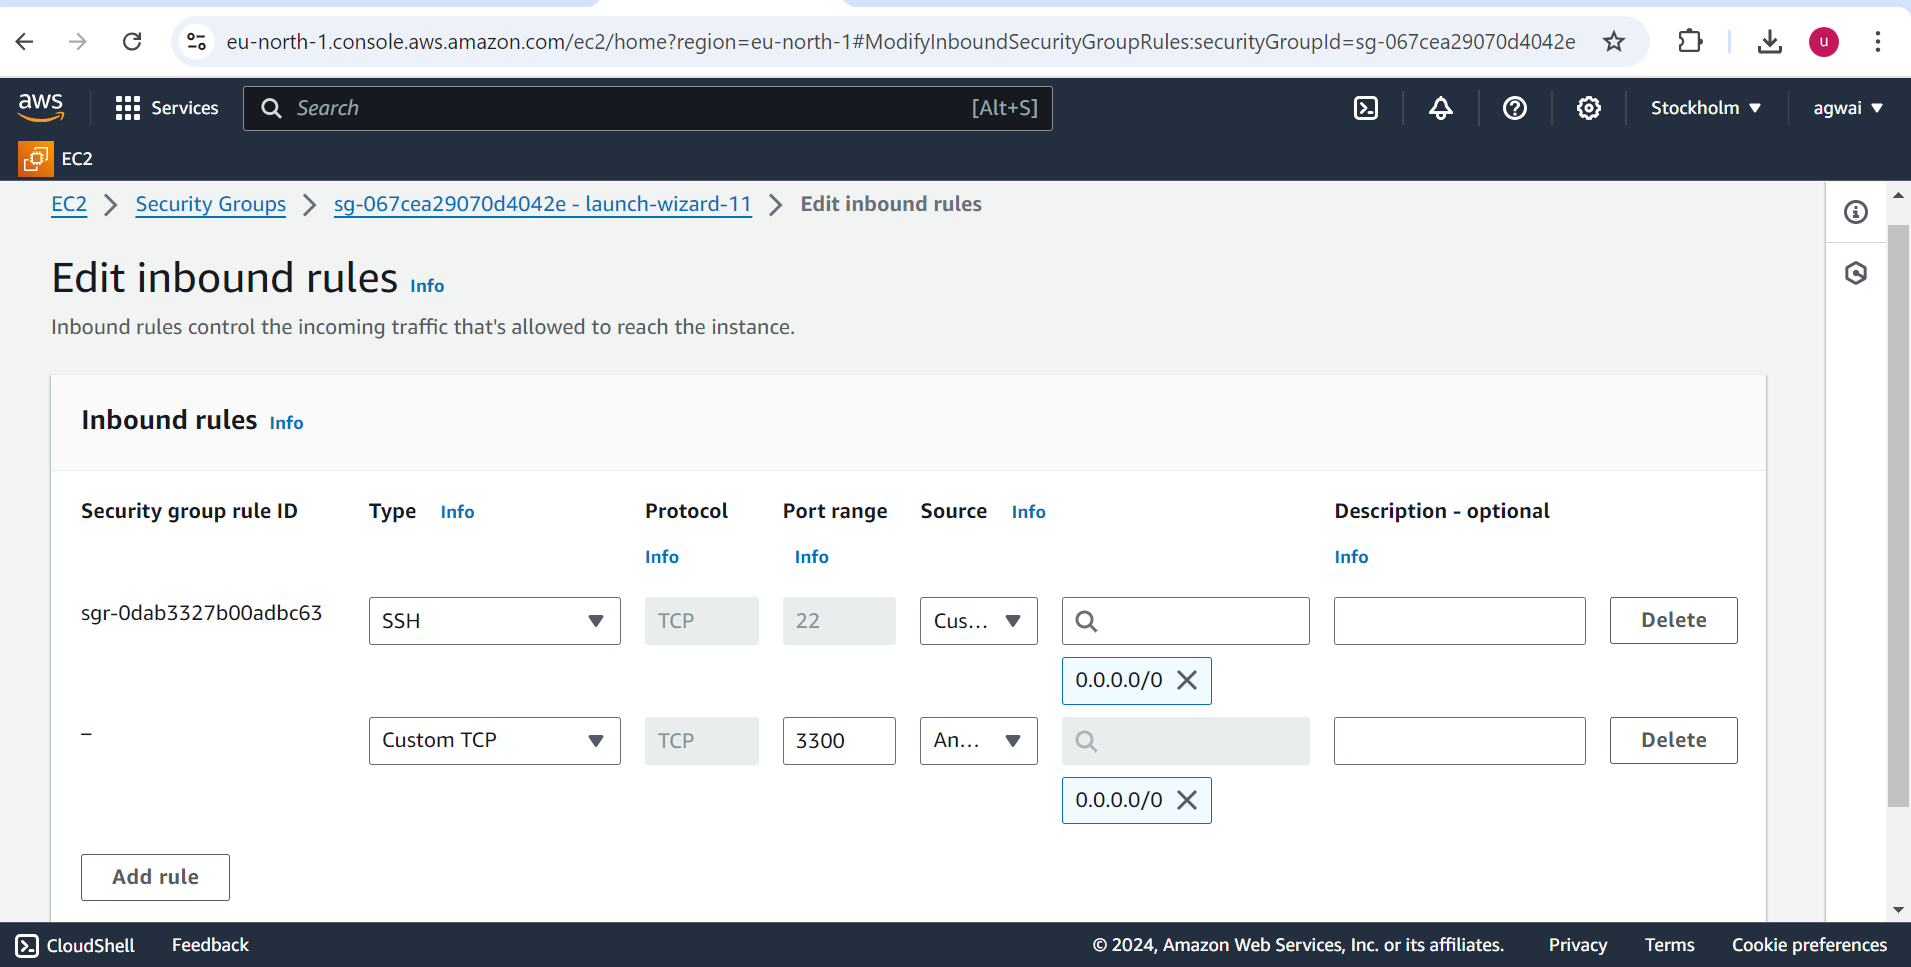 eu-north-1.console.aws.amazon.com/ec2/home?region=eu-north-1#ModifyInboundSecurityGroupRules:securityGroupId=sg-067cea29070d4042e
u
aws
Services
Search
[Alt+S]
Stockholm
agwai
EC2
EC2 > Security Groups > sg-067cea29070d4042e - launch-wizard-11 > Edit inbound rules
Edit inbound rules Info
Inbound rules control the incoming traffic that's allowed to reach the instance.
Inbound rules Info
Security group rule ID Type Info Protocol Port range Source Info Description - optional
Info Info Info
sgr-0dab3327b00adbc63 SSH TCP 22 Cus... Delete
0.0.0.0/0
– Custom TCP TCP 3300 An... Delete
0.0.0.0/0
Add rule
CloudShell Feedback © 2024, Amazon Web Services, Inc. or its affiliates. Privacy Terms Cookie preferences